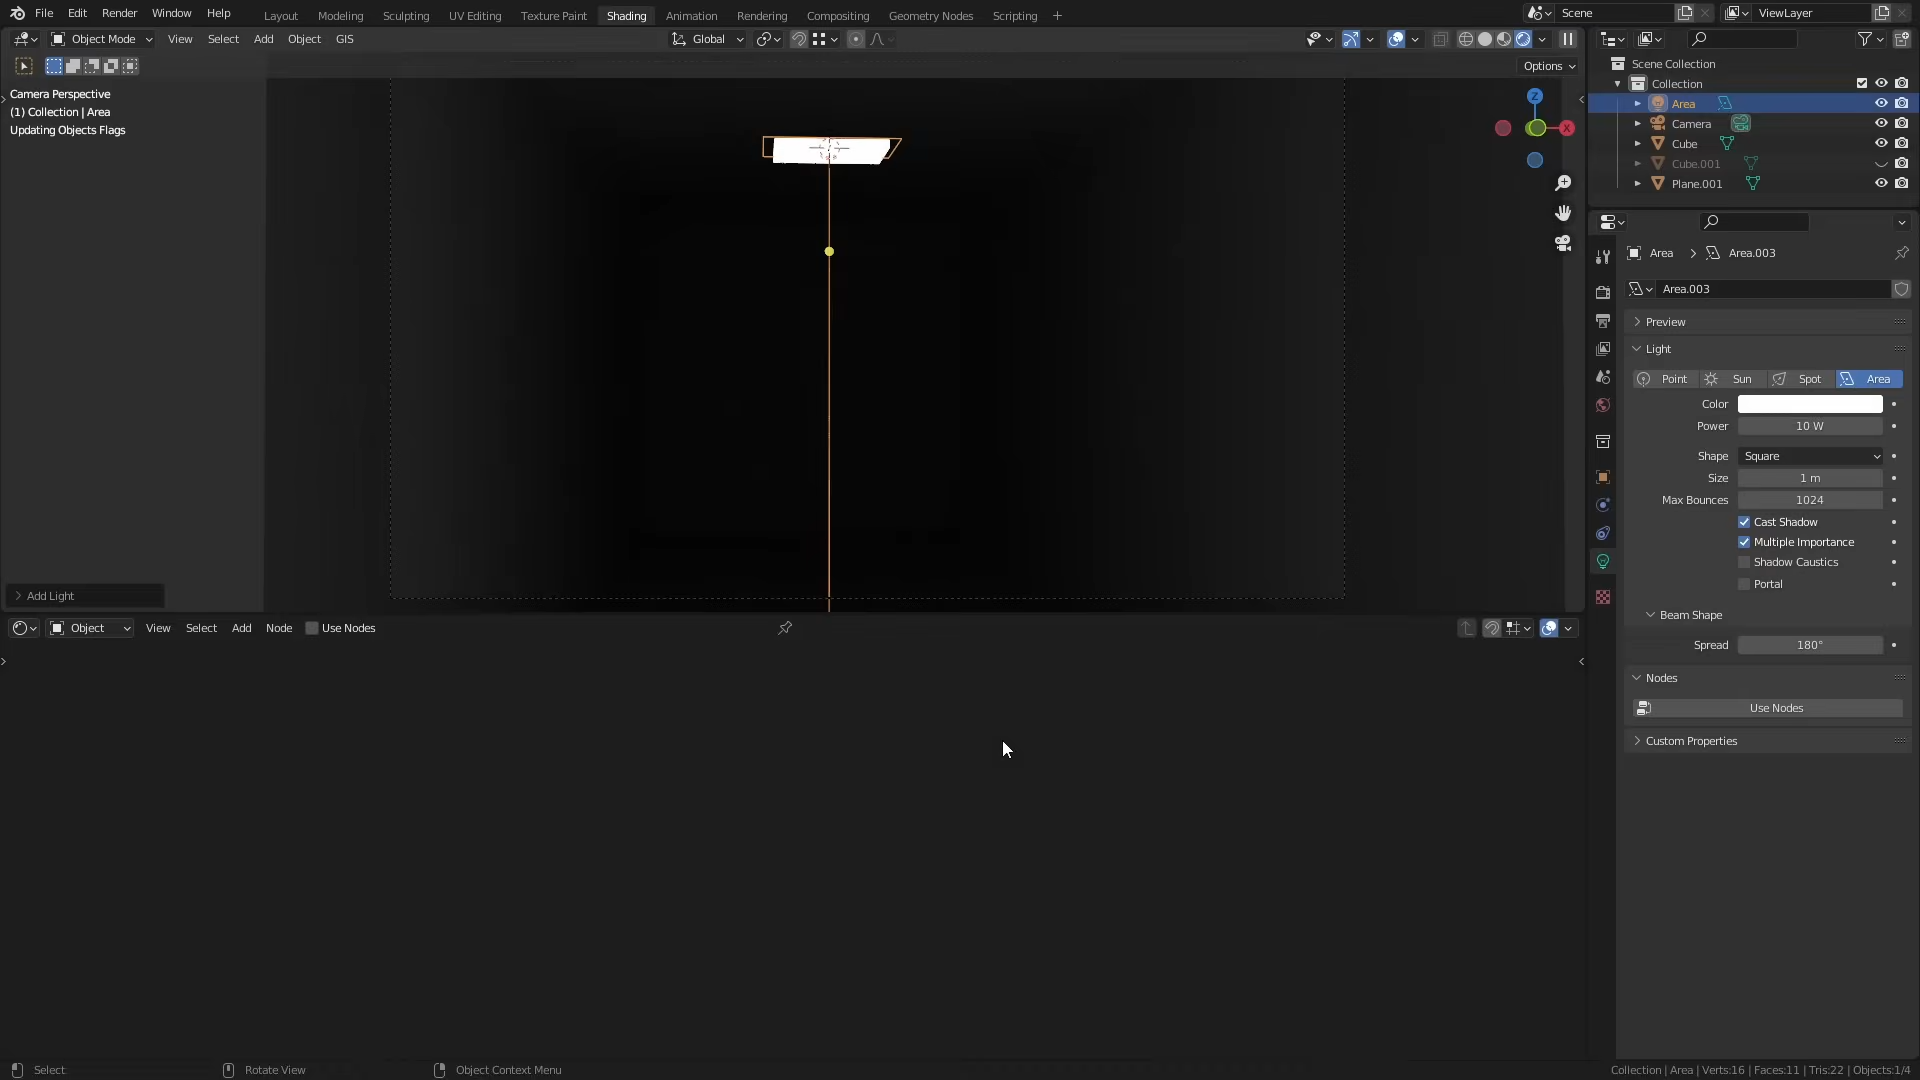 File Edit Render Window Help Layout Modeling Sculpting UV Editing Texture Paint Shading Animation Rendering Compositing Geometry Nodes Scripting + Scene ViewLayer
Object Mode View Select Add Object GIS Global
Options
Camera Perspective
(1) Collection | Area
Updating Objects Flags
Z
X
Add Light
Object View Select Add Node Use Nodes
Scene Collection
Collection
Area
Camera
Cube
Cube.001
Plane.001
Area > Area.003
Area.003
Preview
Light
Point Sun Spot Area
Color
Power 10 W
Shape Square
Size 1 m
Max Bounces 1024
Cast Shadow
Multiple Importance
Shadow Caustics
Portal
Beam Shape
Spread 180°
Nodes
Use Nodes
Custom Properties
Select Rotate View Object Context Menu Collection | Area | Verts:16 | Faces:11 | Tris:22 | Objects:1/4